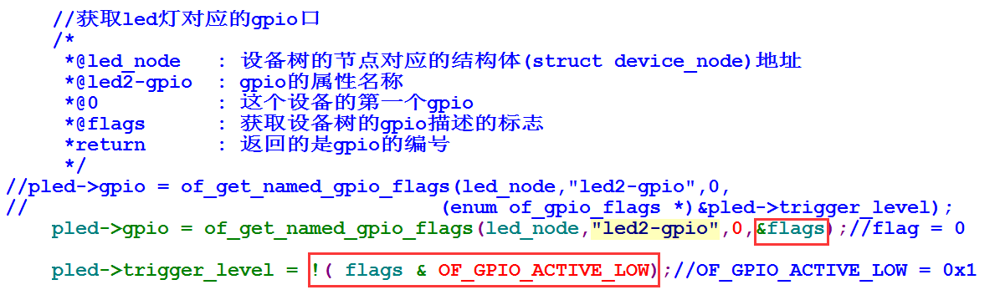 //获取led灯对应的gpio口
/*
*@led_node : 设备树的节点对应的结构体(struct device_node)地址
*@led2-gpio : gpio的属性名称
*@0 : 这个设备的第一个gpio
*@flags : 获取设备树的gpio描述的标志
*return : 返回的是gpio的编号
*/
//pled->gpio = of_get_named_gpio_flags(led_node,"led2-gpio",0,
// (enum of_gpio_flags *)&pled->trigger_level);
pled->gpio = of_get_named_gpio_flags(led_node,"led2-gpio",0,&flags);//flag = 0
pled->trigger_level = !( flags & OF_GPIO_ACTIVE_LOW);//OF_GPIO_ACTIVE_LOW = 0x1